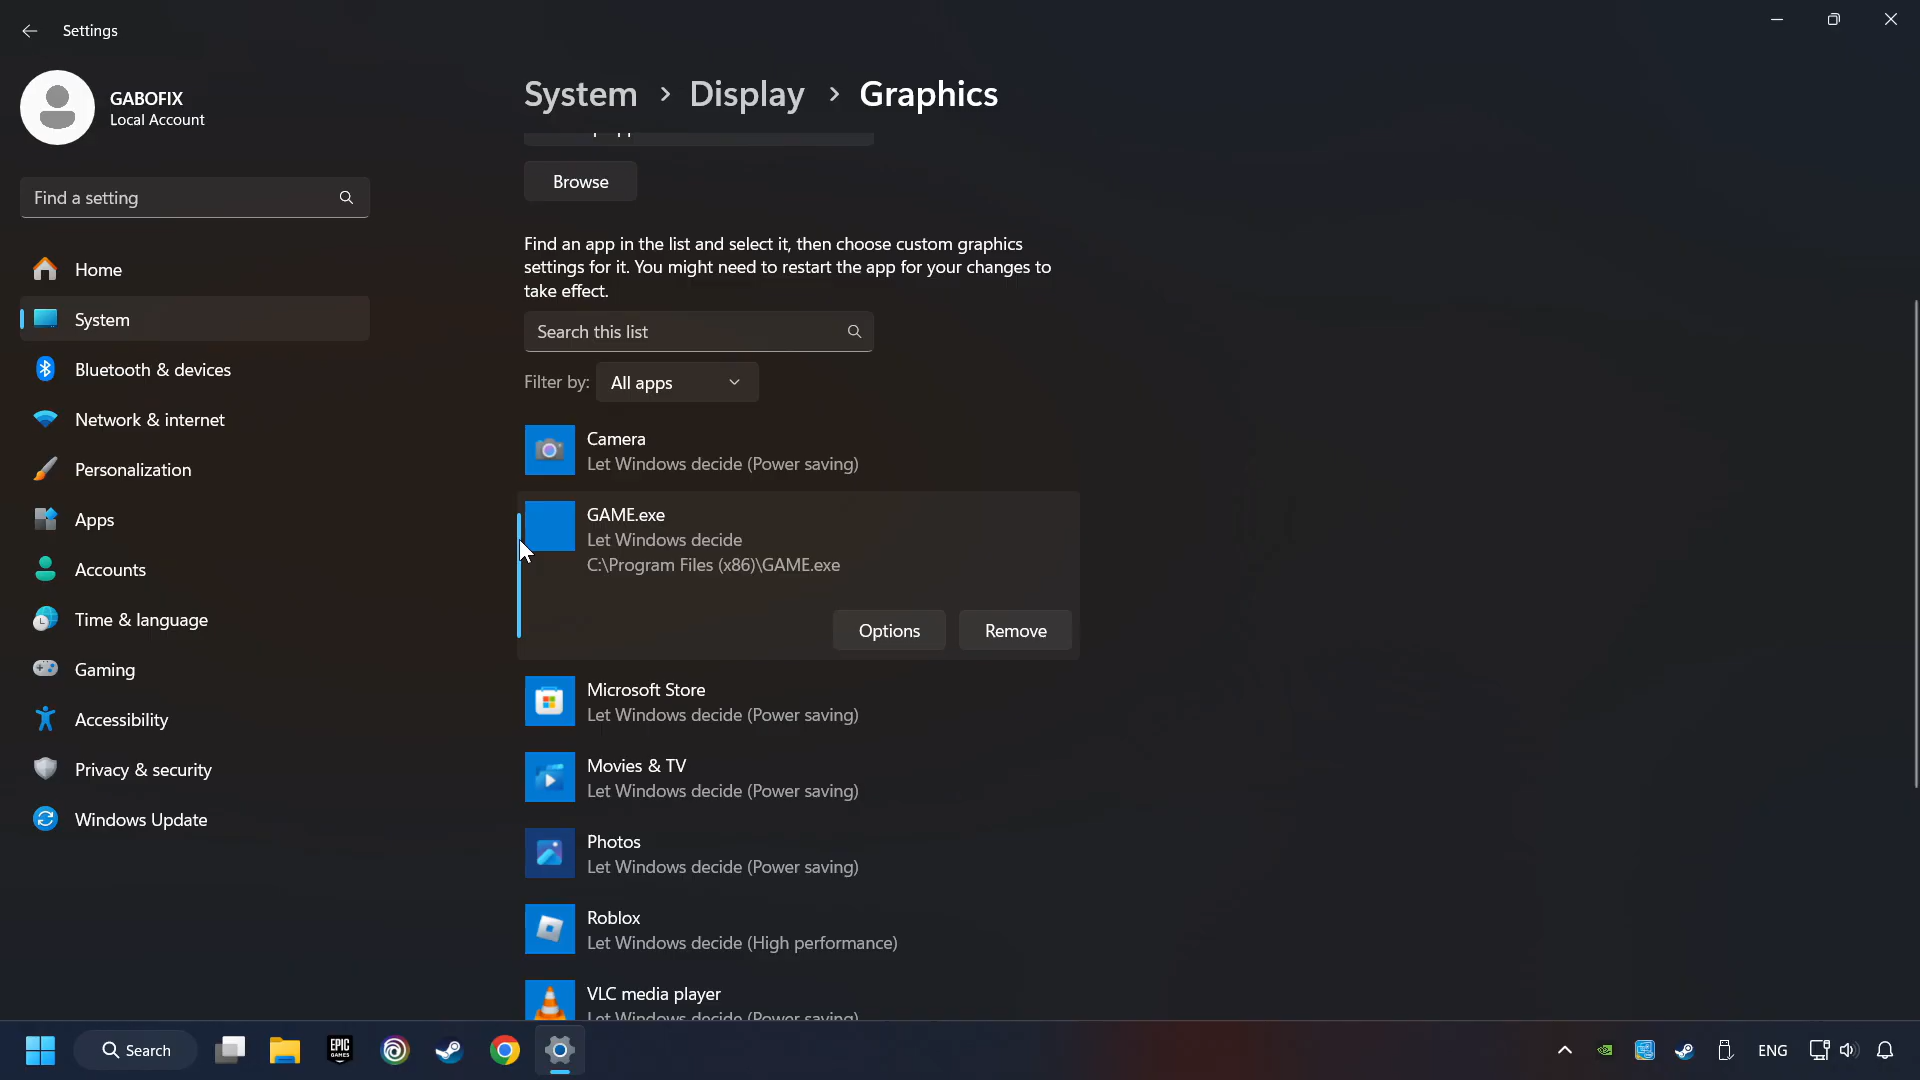 Settings
GABOFIX
Local Account
Find a setting
Home
System
Bluetooth & devices
Network & internet
Personalization
Apps
Accounts
Time & language
Gaming
Accessibility
Privacy & security
Windows Update
System > Display > Graphics
Browse
Find an app in the list and select it, then choose custom graphics
settings for it. You might need to restart the app for your changes to
take effect.
Search this list
Filter by: All apps
Camera
Let Windows decide (Power saving)
GAME.exe
Let Windows decide
C:\Program Files (x86)\GAME.exe
Options Remove
Microsoft Store
Let Windows decide (Power saving)
Movies & TV
Let Windows decide (Power saving)
Photos
Let Windows decide (Power saving)
Roblox
Let Windows decide (High performance)
VLC media player
Let Windows decide (Power saving)
Search
EPIC
GAMES
ENG